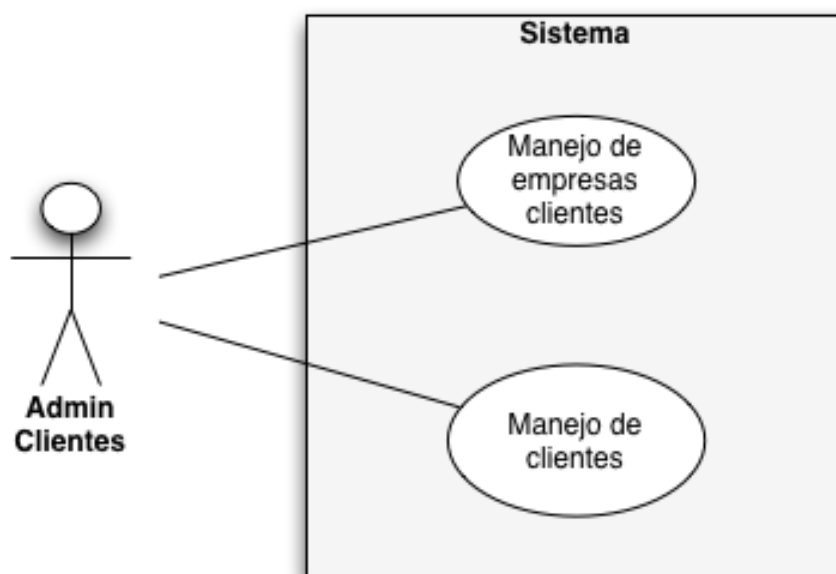 Sistema
Manejo de
empresas
clientes
Admin
Clientes
Manejo de
clientes